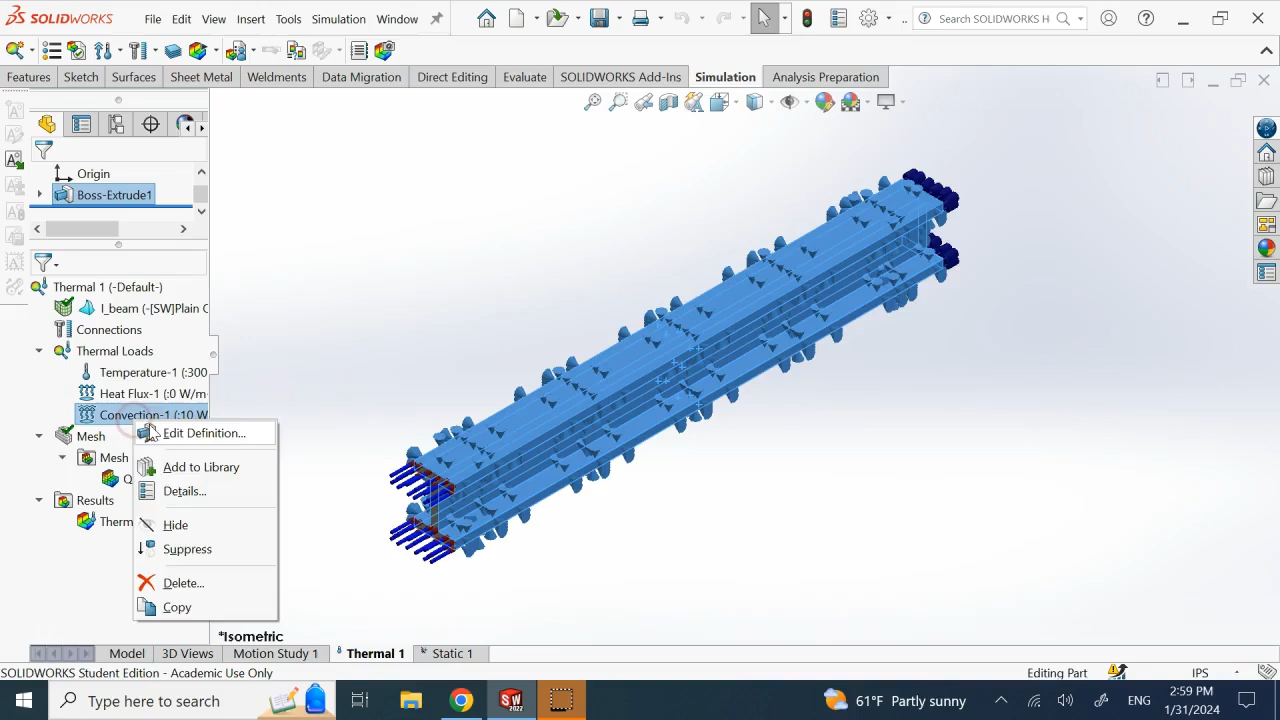 SOLIDWORKS File Edit View Insert Tools Simulation Window Search SOLIDWORKS H
Features Sketch Surfaces Sheet Metal Weldments Data Migration Direct Editing Evaluate SOLIDWORKS Add-Ins Simulation Analysis Preparation
Origin
Boss-Extrude1
Thermal 1 (-Default-)
I_beam (-[SW]Plain C
Connections
Thermal Loads
Temperature-1 (:300
Heat Flux-1 (:0 W/m
Convection-1 (:10 W
Edit Definition...
Mesh
Mesh
Add to Library
Q
Details...
Results
Therm
Hide
Suppress
Delete...
Copy
*Isometric
Model 3D Views Motion Study 1 Thermal 1 Static 1
SOLIDWORKS Student Edition - Academic Use Only Editing Part IPS
Type here to search 61°F Partly sunny ENG 2:59 PM
1/31/2024
SW
2022